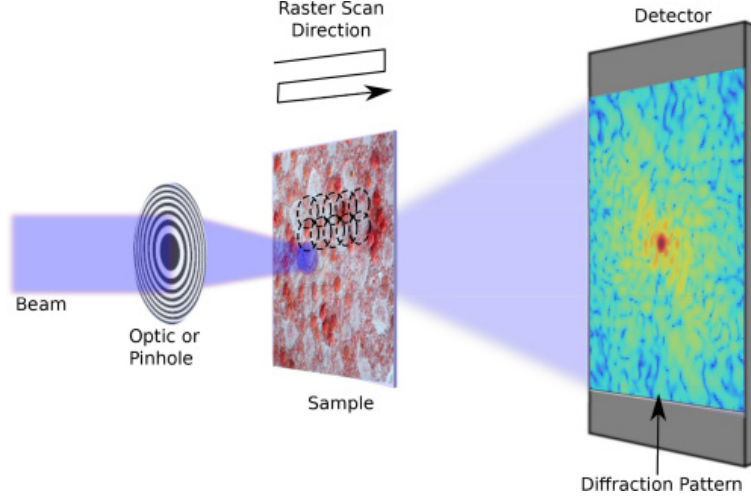 Raster Scan
Direction
Detector
Beam
Optic or
Pinhole
Sample
Diffraction Pattern